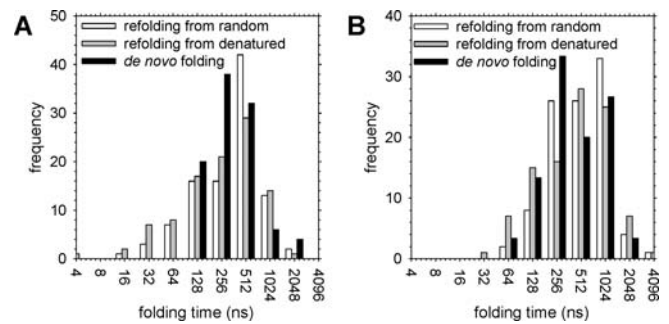 A
50
40
30
20
10
0
frequency
refolding from random
refolding from denatured
de novo folding
4 8 16 32 64 128 256 512 1024 2048 4096
folding time (ns)
B
40
30
20
10
0
frequency
refolding from random
refolding from denatured
de novo folding
4 8 16 32 64 128 256 512 1024 2048 4096
folding time (ns)